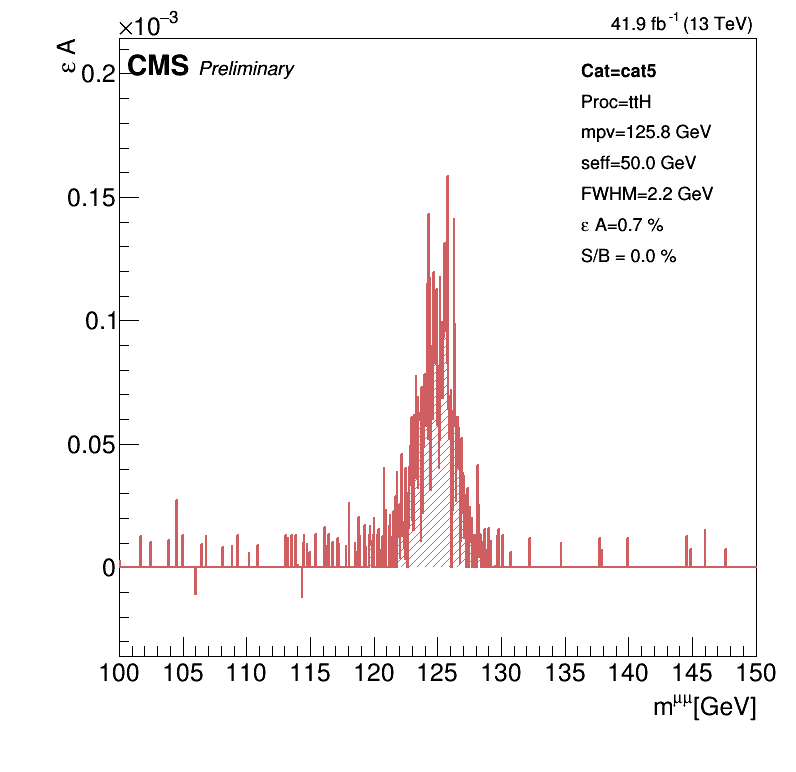 ×10⁻³
41.9 fb⁻¹ (13 TeV)
ε A
CMS Preliminary
Cat=cat5
Proc=ttH
mpv=125.8 GeV
seff=50.0 GeV
FWHM=2.2 GeV
ε A=0.7 %
S/B = 0.0 %
0.2
0.15
0.1
0.05
0
100 105 110 115 120 125 130 135 140 145 150
m^μμ[GeV]